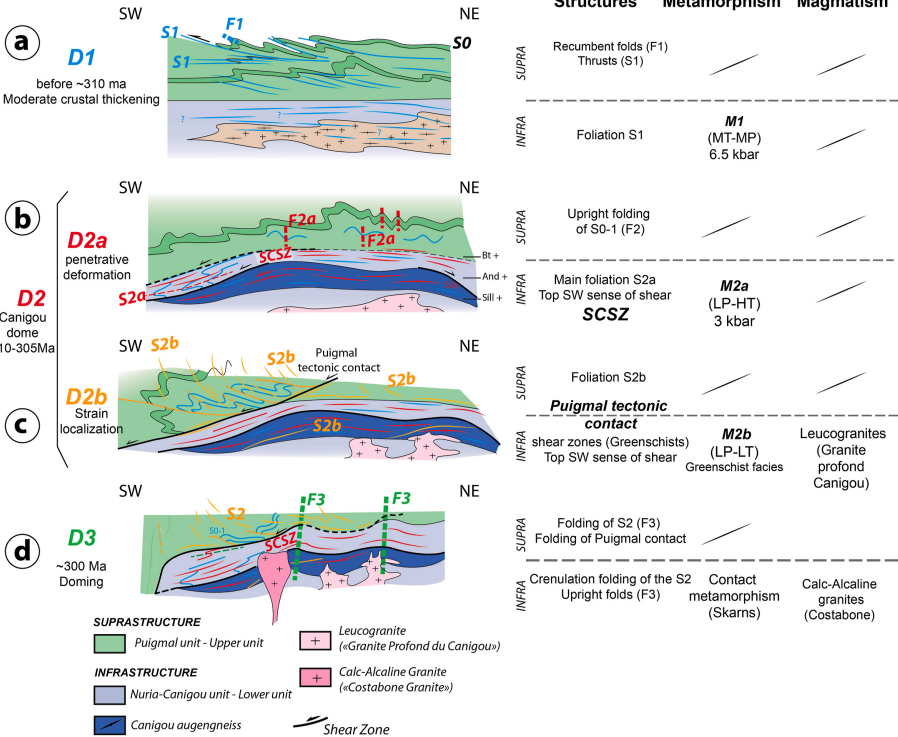 Structures Metamorphism Magmatism
SW NE
a
D1
before ~310 ma
Moderate crustal thickening
S1
F1
S0
S1
?
?
?
SUPRA
Recumbent folds (F1)
Thrusts (S1)
INFRA
Foliation S1
M1
(MT-MP)
6.5 kbar
SW NE
b
D2a
penetrative
deformation
F2a
F2a
SCSZ
S2a
Bt +
And +
Sill +
SUPRA
Upright folding
of S0-1 (F2)
INFRA
Main foliation S2a
Top SW sense of shear
SCSZ
M2a
(LP-HT)
3 kbar
D2
Canigou
dome
10-305Ma
SW NE
c
D2b
Strain
localization
S2b
S2b
S2b
S2b
Puigmal
tectonic contact
SUPRA
Foliation S2b
Puigmal tectonic
contact
INFRA
shear zones (Greenschists)
Top SW sense of shear
M2b
(LP-LT)
Greenschist facies
Leucogranites
(Granite
profond
Canigou)
SW NE
d
D3
~300 Ma
Doming
S2
S0-1
SCSZ
F3
F3
SUPRA
Folding of S2 (F3)
Folding of Puigmal contact
INFRA
Crenulation folding of the S2
Upright folds (F3)
Contact
metamorphism
(Skarns)
Calc-Alcaline
granites
(Costabone)
SUPRASTRUCTURE
Puigmal unit - Upper unit
INFRASTRUCTURE
Nuria-Canigou unit - Lower unit
Canigou augengneiss
Leucogranite
(«Granite Profond du Canigou»)
Calc-Alcaline Granite
(«Costabone Granite»)
Shear Zone